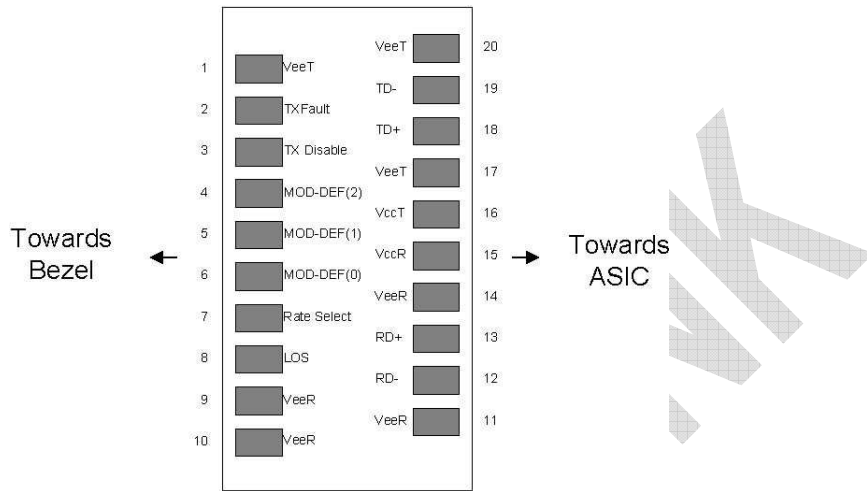 1 VeeT
2 TXFault
3 TX Disable
4 MOD-DEF(2)
5 MOD-DEF(1)
6 MOD-DEF(0)
7 Rate Select
8 LOS
9 VeeR
10 VeeR
VeeT 20
TD- 19
TD+ 18
VeeT 17
VccT 16
VccR 15
VeeR 14
RD+ 13
RD- 12
VeeR 11
Towards
Bezel
Towards
ASIC